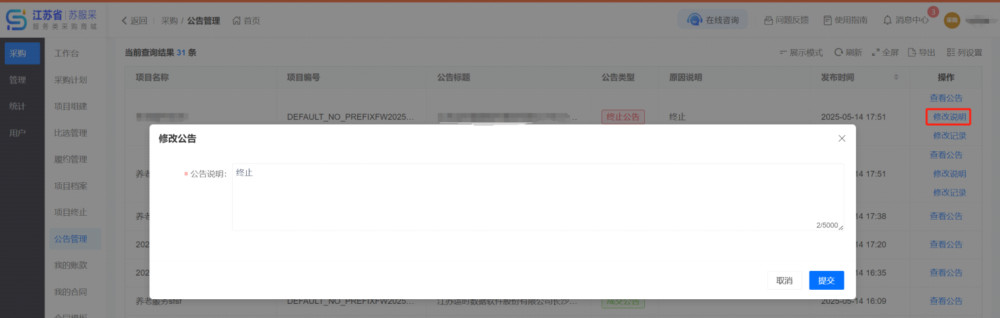 江苏省 | 苏服采
服务类采购商城
返回 采购 / 公告管理 首页
在线咨询 问题反馈 使用指南 消息中心 3 采购
采购
管理
统计
用户
工作台
采购计划
项目组建
比选管理
履约管理
项目档案
项目终止
公告管理
我的账款
我的合同
合同模板
当前查询结果 31 条
展示模式 刷新 全屏 导出 列设置
项目名称 项目编号 公告标题 公告类型 原因说明 发布时间 操作
查看公告
DEFAULT_NO_PREFIXFW2025... .. 终止公告 终止 2025-05-14 17:51 修改说明
修改记录
修改公告
查看公告
* 公告说明: 终止
养老 14 17:51 修改说明
修改记录
养老 14 17:38 查看公告
2/5000
202 14 17:20 查看公告
202 14 16:35 查看公告
取消 提交
养老服务sfsf DEFAULT_NO_PREFIXFW2025... 江苏运时数据软件股份有限公司长沙... 成交公告 2025-05-14 16:09 查看公告